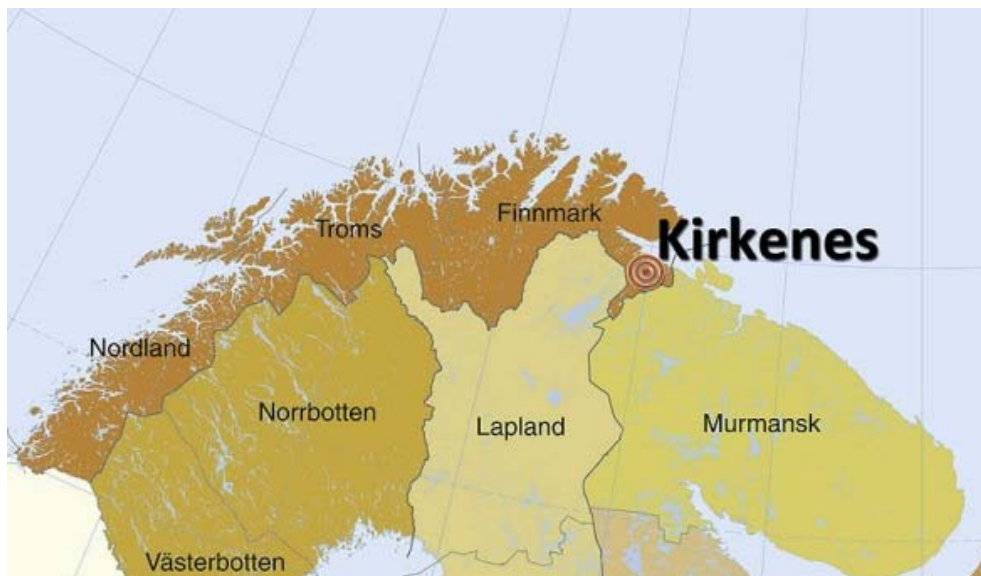 Finnmark
Troms
Kirkenes
Nordland
Norrbotten
Lapland
Murmansk
Västerbotten